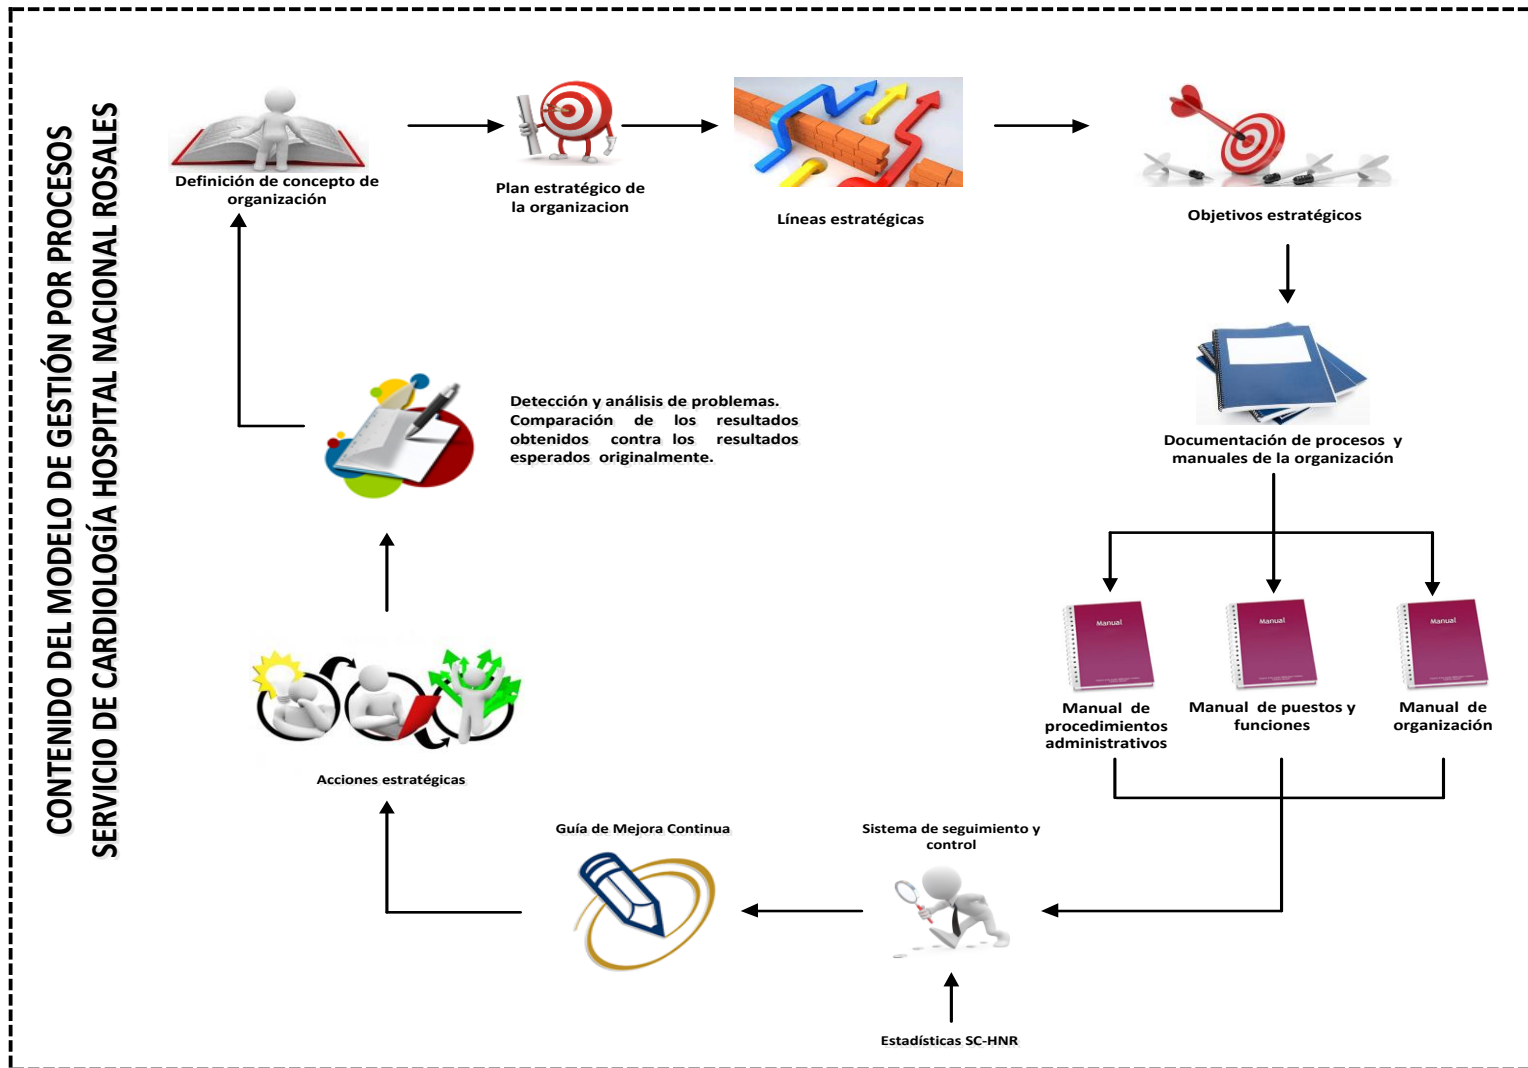 CONTENIDO DEL MODELO DE GESTIÓN POR PROCESOS
SERVICIO DE CARDIOLOGÍA HOSPITAL NACIONAL ROSALES
Definición de concepto de
organización
Plan estratégico de
la organizacion
Líneas estratégicas
Objetivos estratégicos
Documentación de procesos y
manuales de la organización
Manual
Manual
Manual
Manual de
procedimientos
administrativos
Manual de puestos y
funciones
Manual de
organización
Sistema de seguimiento y
control
Estadísticas SC-HNR
Guía de Mejora Continua
Acciones estratégicas
Detección y análisis de problemas.
Comparación de los resultados
obtenidos contra los resultados
esperados originalmente.